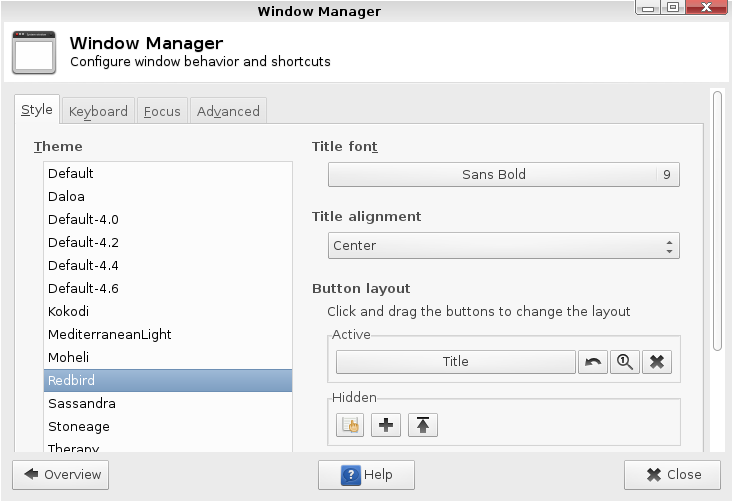 Window Manager
Window Manager
Configure window behavior and shortcuts
Style Keyboard Focus Advanced
Theme
Default
Daloa
Default-4.0
Default-4.2
Default-4.4
Default-4.6
Kokodi
MediterraneanLight
Moheli
Redbird
Sassandra
Stoneage
Therapy
Title font
Sans Bold 9
Title alignment
Center
Button layout
Click and drag the buttons to change the layout
Active
Title
Hidden
Overview Help Close